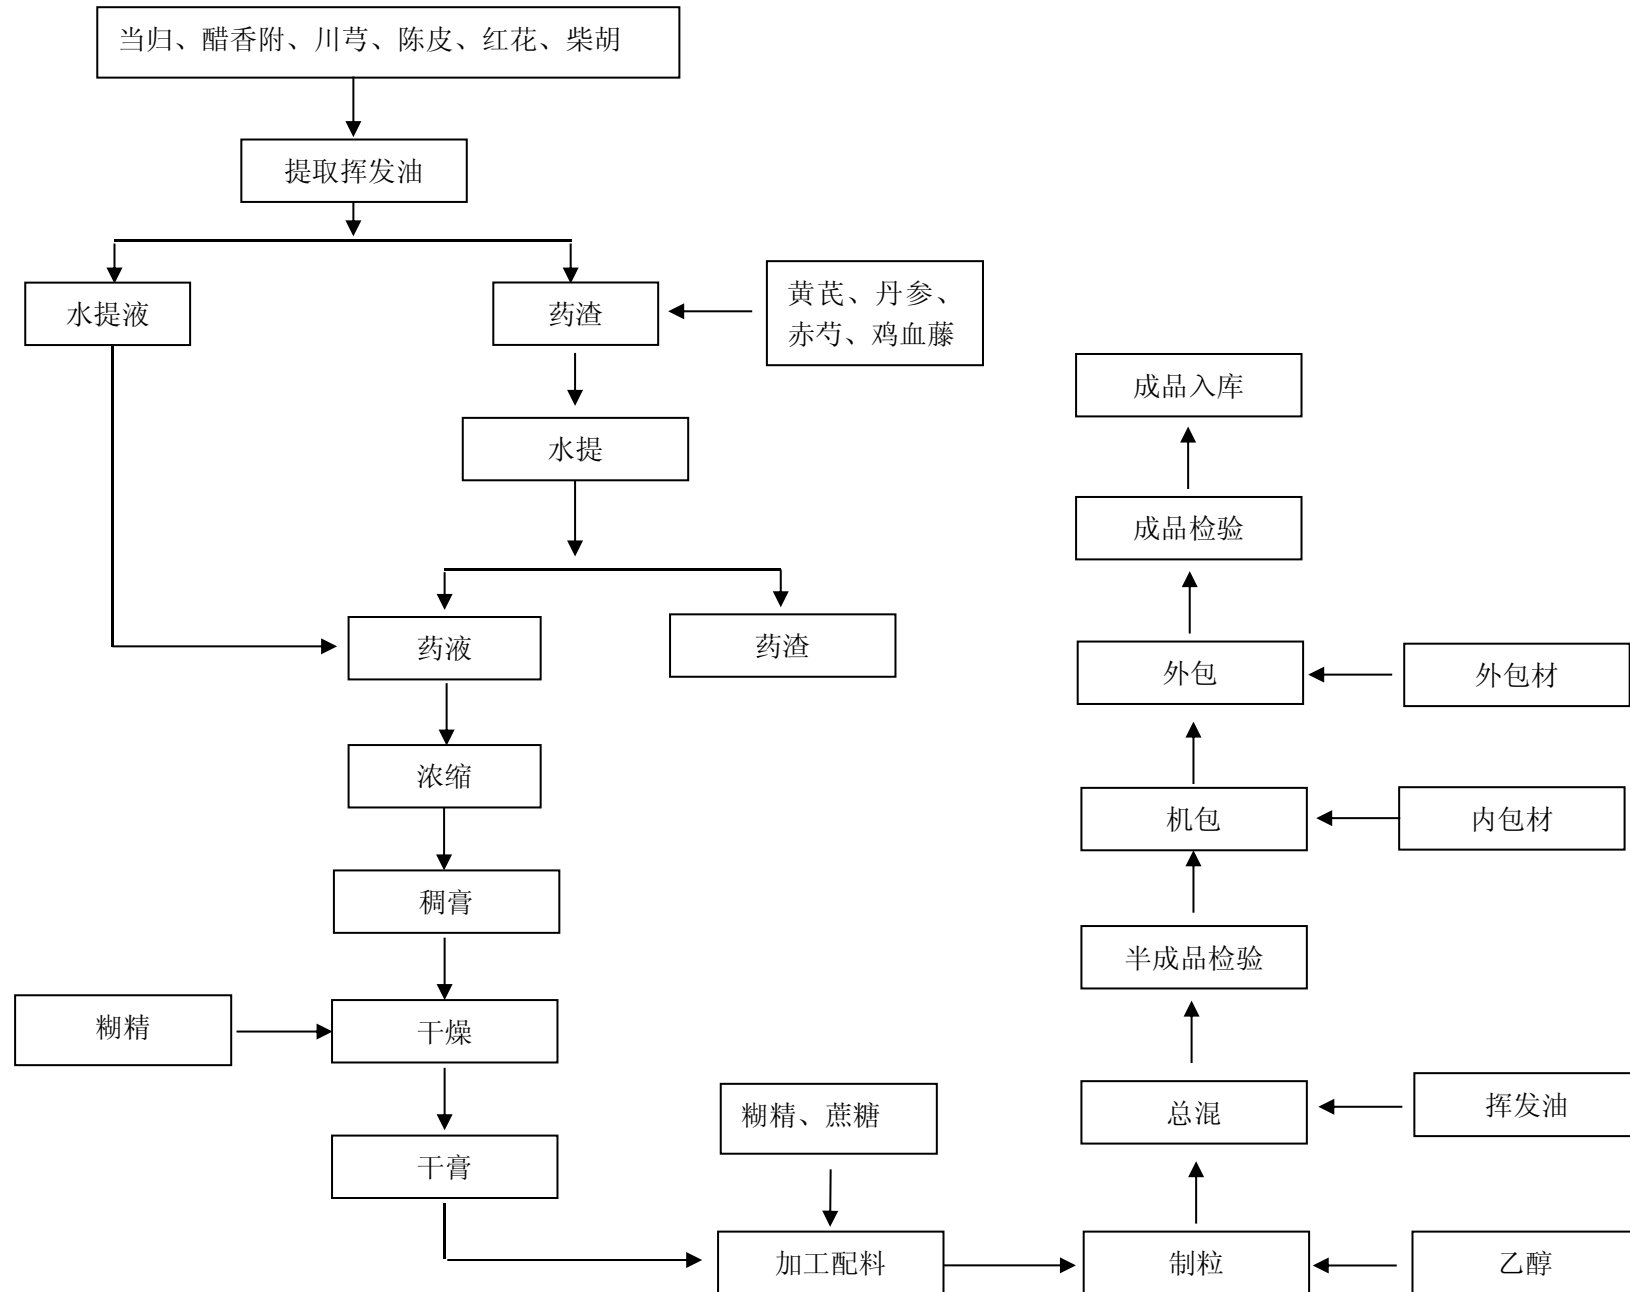 当归、醋香附、川芎、陈皮、红花、柴胡
提取挥发油
水提液
药渣
黄芪、丹参、
赤芍、鸡血藤
水提
药液
药渣
浓缩
稠膏
糊精
干燥
干膏
糊精、蔗糖
加工配料
制粒
乙醇
总混
挥发油
半成品检验
机包
内包材
外包
外包材
成品检验
成品入库